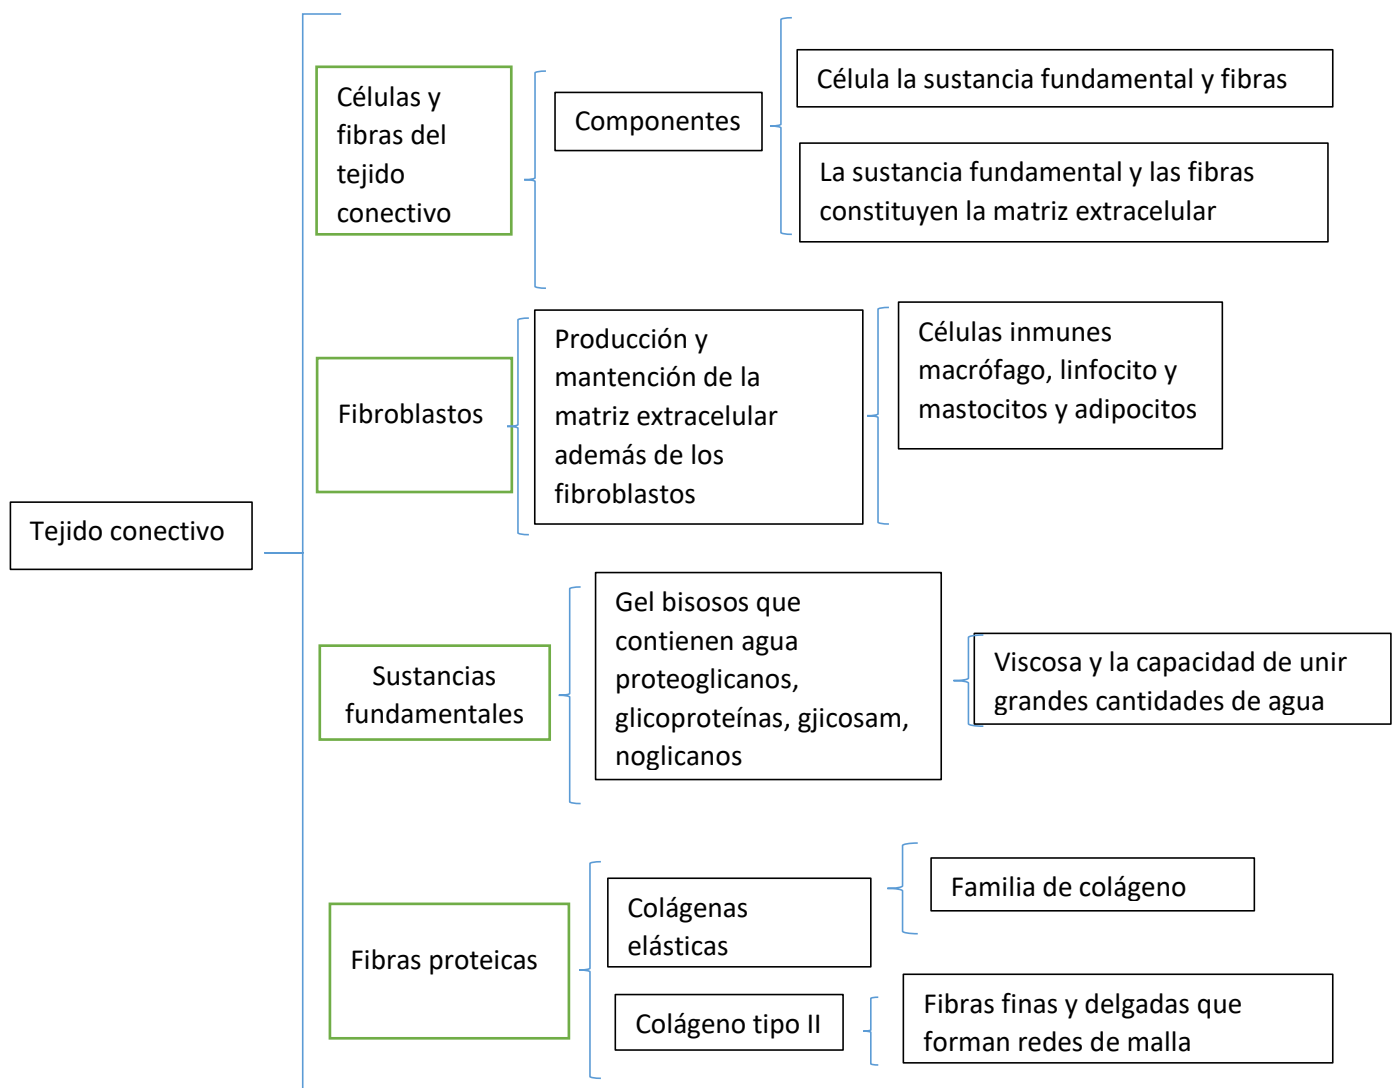 Tejido conectivo
Células y
fibras del
tejido
conectivo
Componentes
Célula la sustancia fundamental y fibras
La sustancia fundamental y las fibras
constituyen la matriz extracelular
Fibroblastos
Producción y
mantención de la
matriz extracelular
además de los
fibroblastos
Células inmunes
macrófago, linfocito y
mastocitos y adipocitos
Sustancias
fundamentales
Gel bisosos que
contienen agua
proteoglicanos,
glicoproteínas, gjicosam,
noglicanos
Viscosa y la capacidad de unir
grandes cantidades de agua
Fibras proteicas
Colágenas
elásticas
Familia de colágeno
Colágeno tipo II
Fibras finas y delgadas que
forman redes de malla